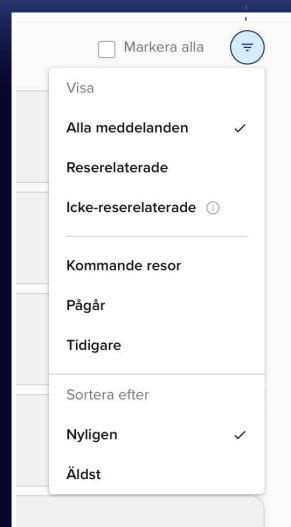 Markera alla
Visa
Alla meddelanden
Reserelaterade
Icke-reserelaterade
Kommande resor
Pågår
Tidigare
Sortera efter
Nyligen
Äldst